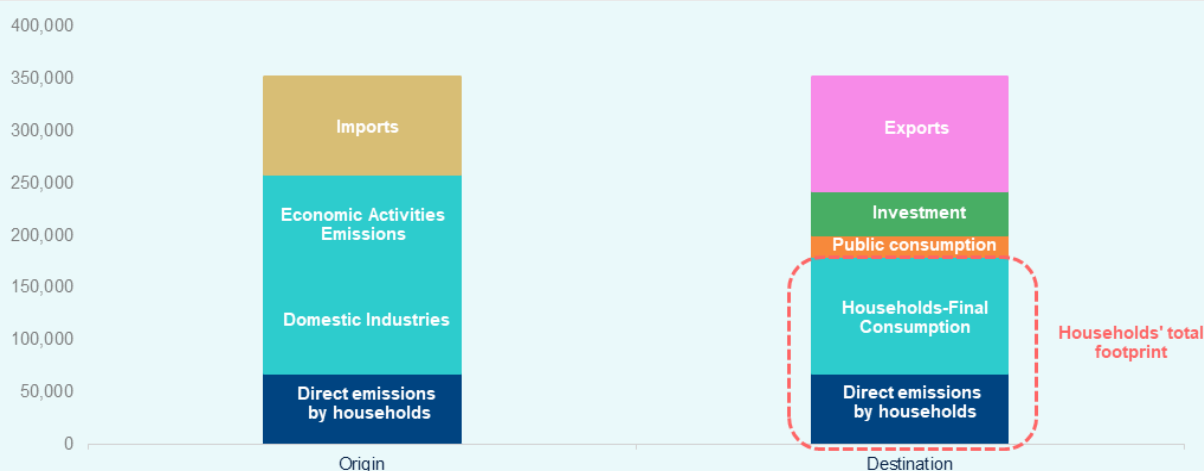 400,000
350,000
300,000
250,000
200,000
150,000
100,000
50,000
0
Imports
Economic Activities
Emissions
Domestic Industries
Direct emissions
by households
Origin
Exports
Investment
Public consumption
Households-Final
Consumption
Direct emissions
by households
Destination
Households' total
footprint